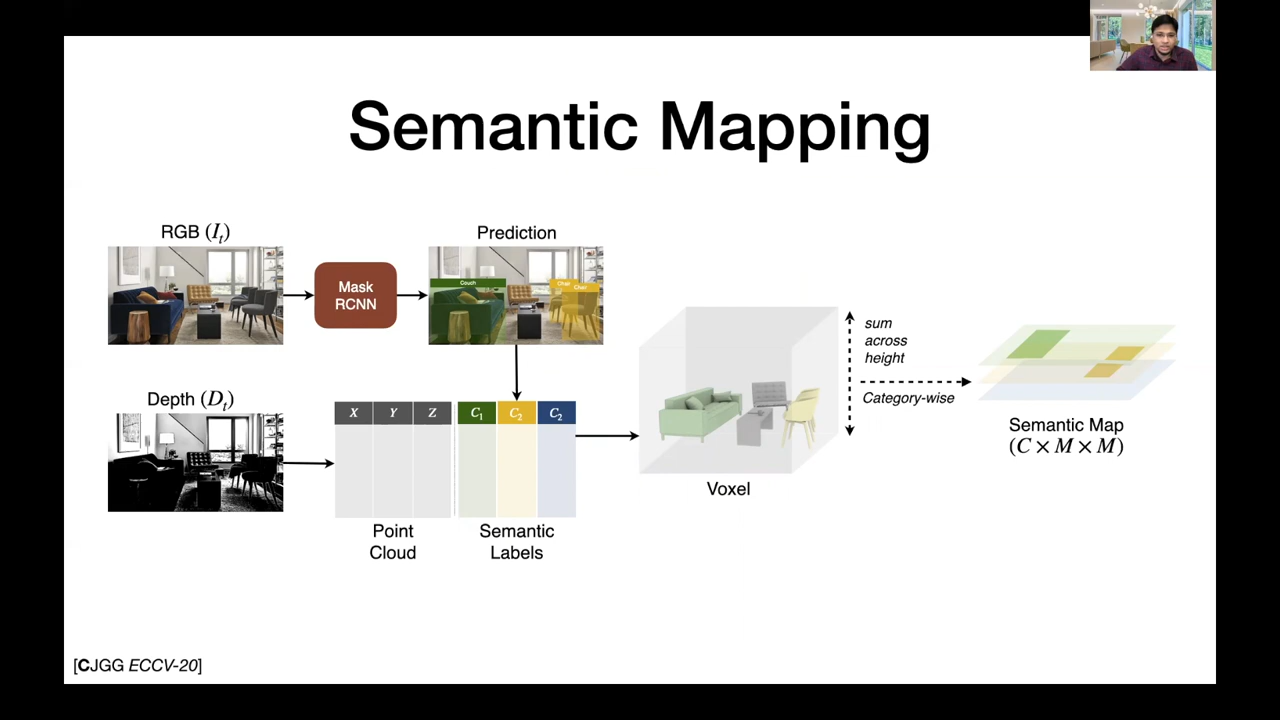 Semantic Mapping
RGB (I_t)
Mask
RCNN
Prediction
Couch
Chair
Chair
Depth (D_t)
X Y Z C_1 C_2 C_2
Point
Cloud
Semantic
Labels
Voxel
sum
across
height
Category-wise
Semantic Map
(C × M × M)
[CJGG ECCV-20]